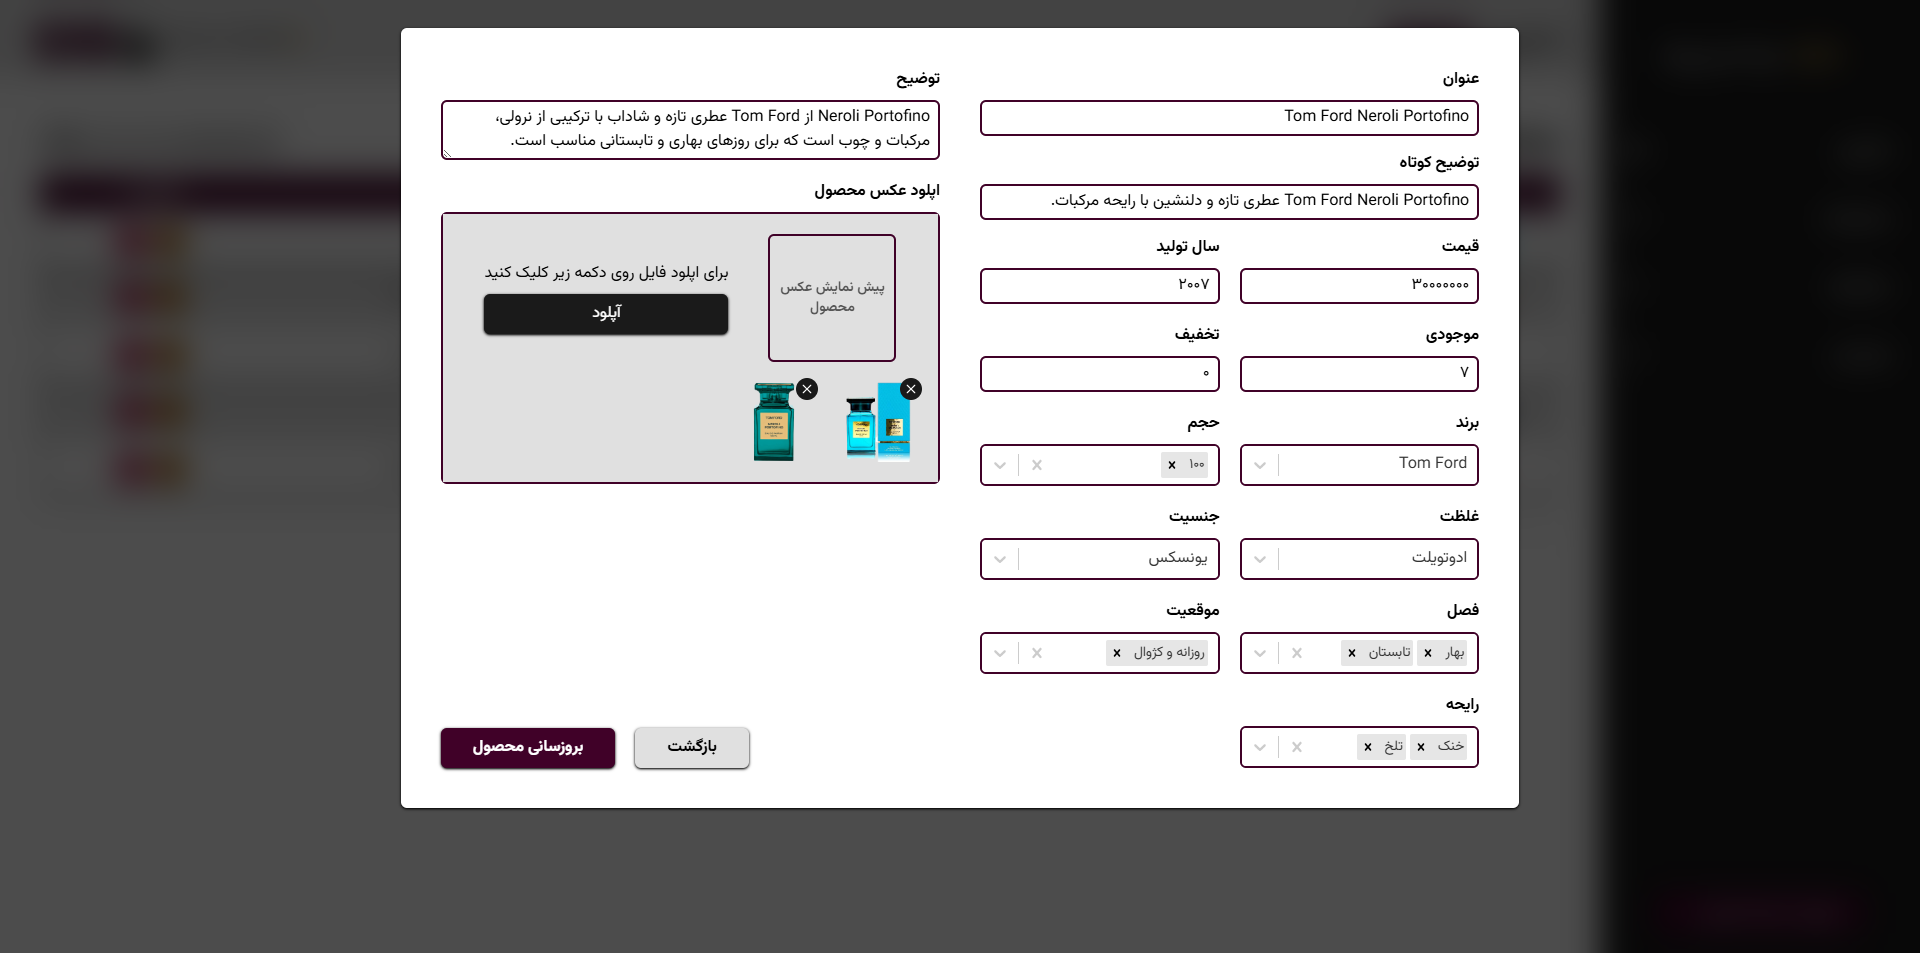 عنوان
Tom Ford Neroli Portofino
توضیح کوتاه
Tom Ford Neroli Portofino عطری تازه و دلنشین با رایحه مرکبات.
قیمت
۳۰۰۰۰۰۰۰
سال تولید
۲۰۰۷
موجودی
۷
تخفیف
۰
برند
Tom Ford
حجم
۱۰۰
غلظت
ادوتویلت
جنسیت
یونسکس
فصل
بهار
تابستان
موقعیت
روزانه و کژوال
رایحه
خنک
تلخ
توضیح
Neroli Portofino از Tom Ford عطری تازه و شاداب با ترکیبی از نرولی،
مرکبات و چوب است که برای روزهای بهاری و تابستانی مناسب است.
اپلود عکس محصول
پیش نمایش عکس
محصول
برای اپلود فایل روی دکمه زیر کلیک کنید
آپلود
بازگشت
بروزسانی محصول